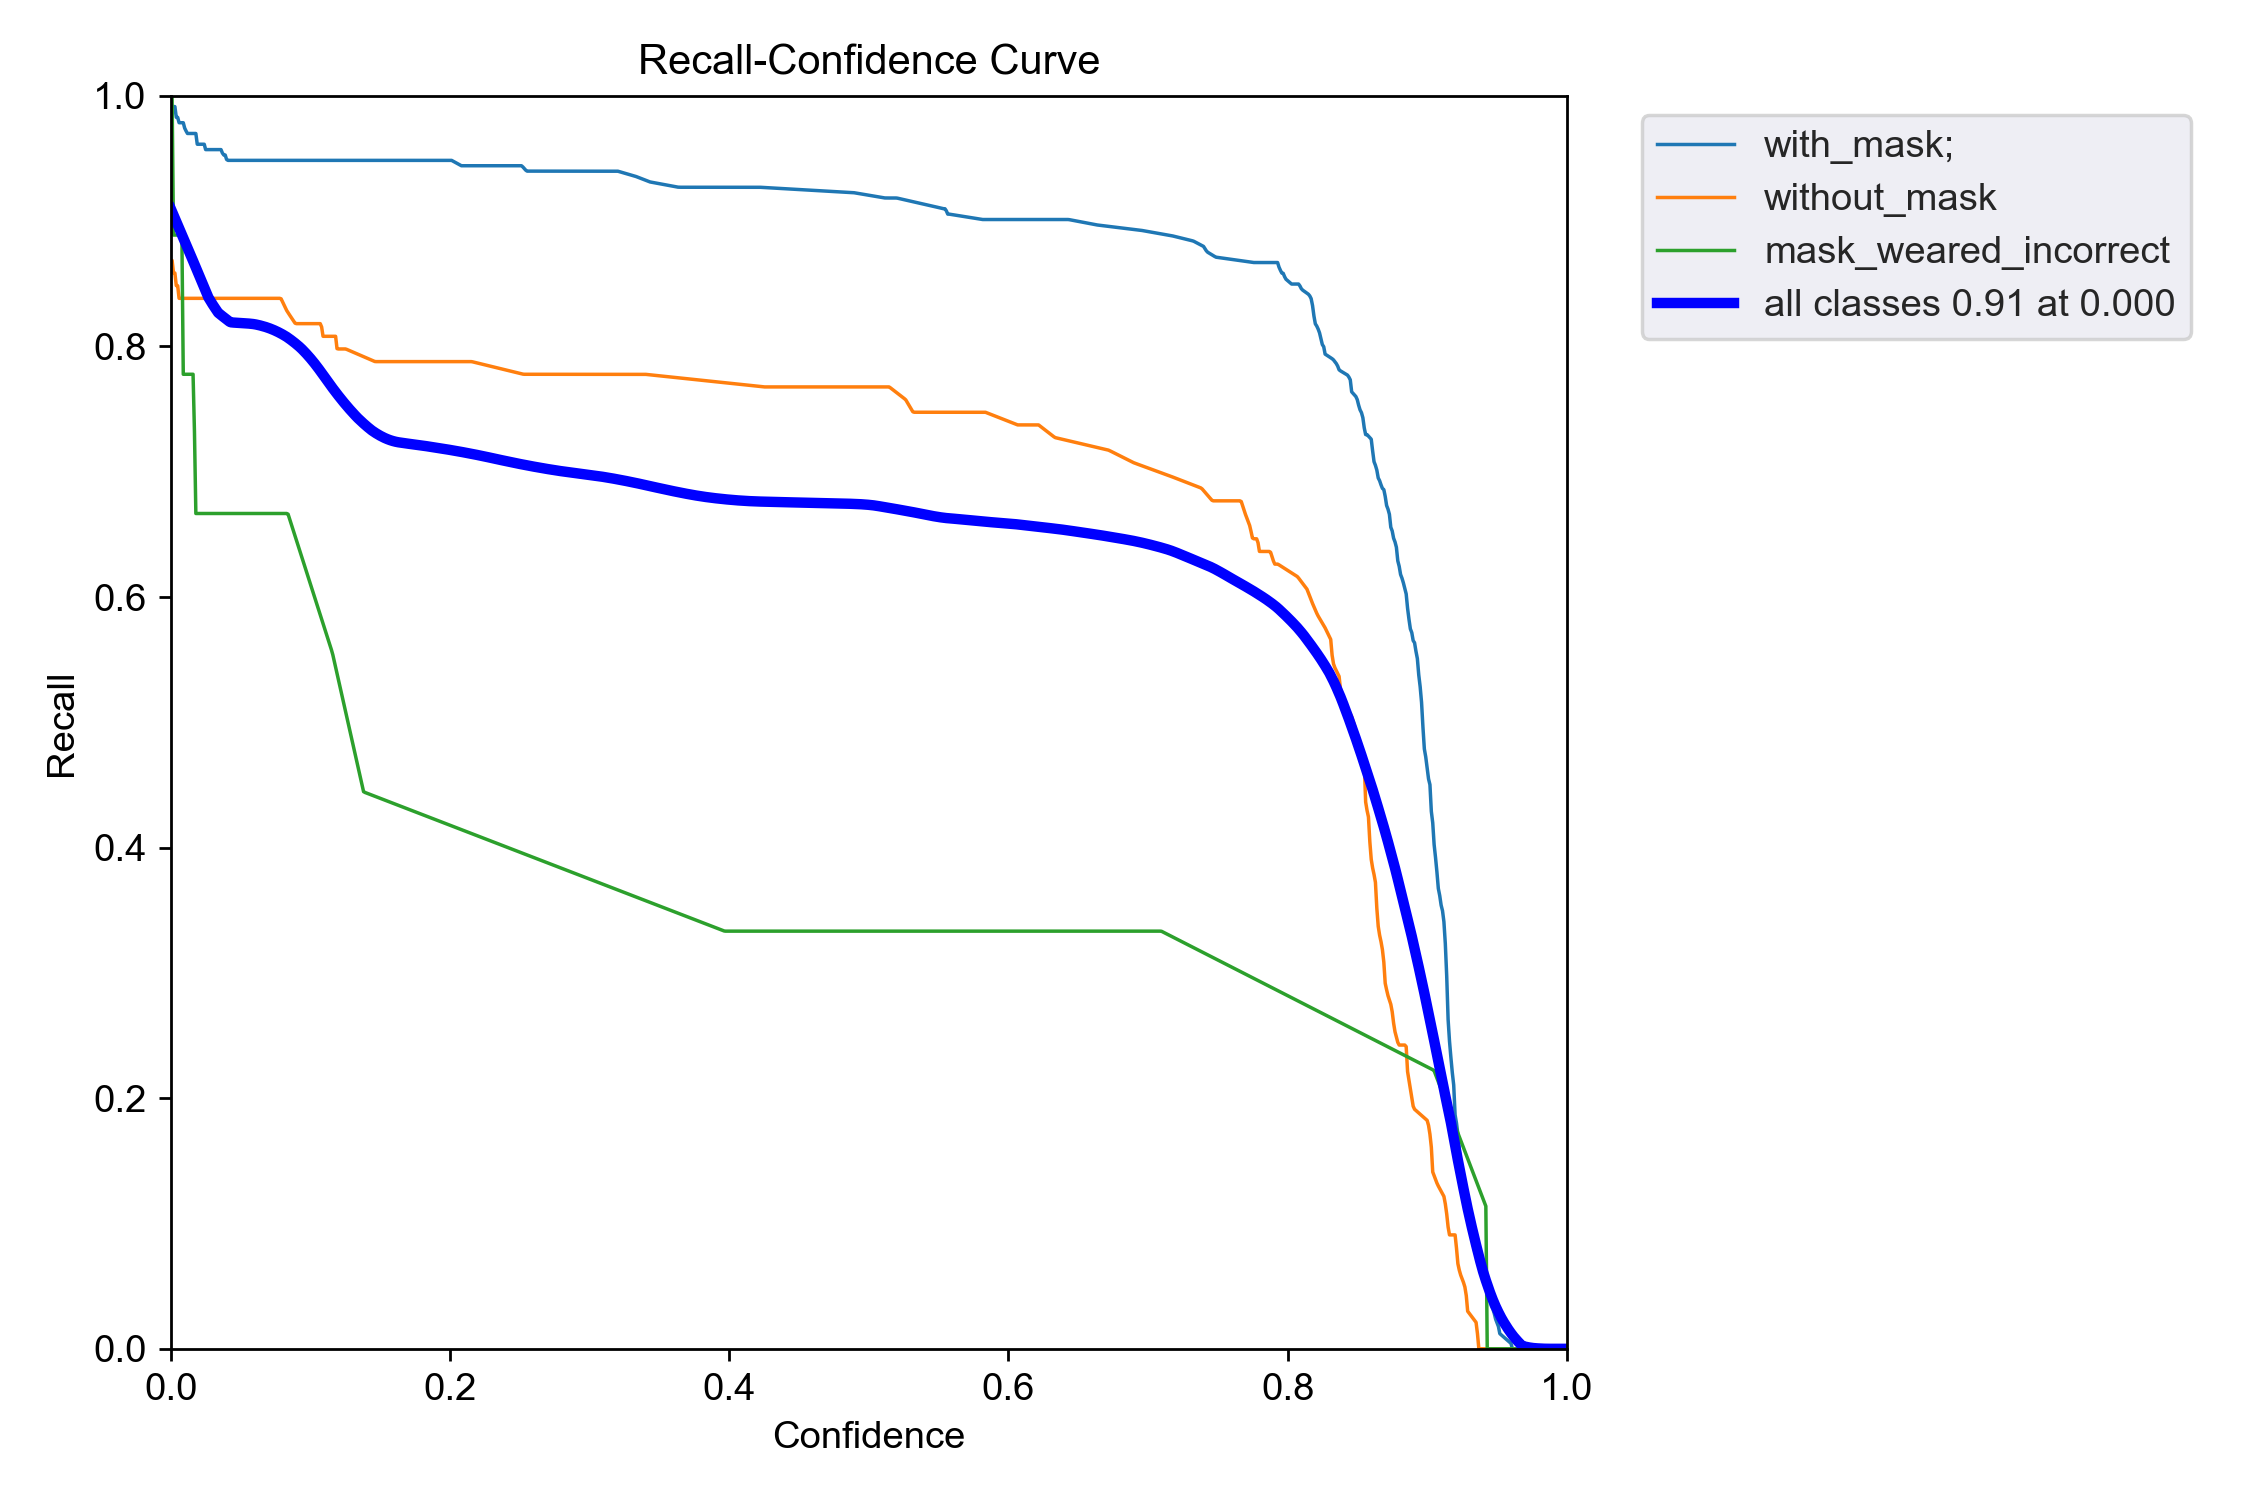 Recall-Confidence Curve
1.0
0.8
0.6
0.4
0.2
0.0
Recall
0.0 0.2 0.4 0.6 0.8 1.0
Confidence
with_mask;
without_mask
mask_weared_incorrect
all classes 0.91 at 0.000